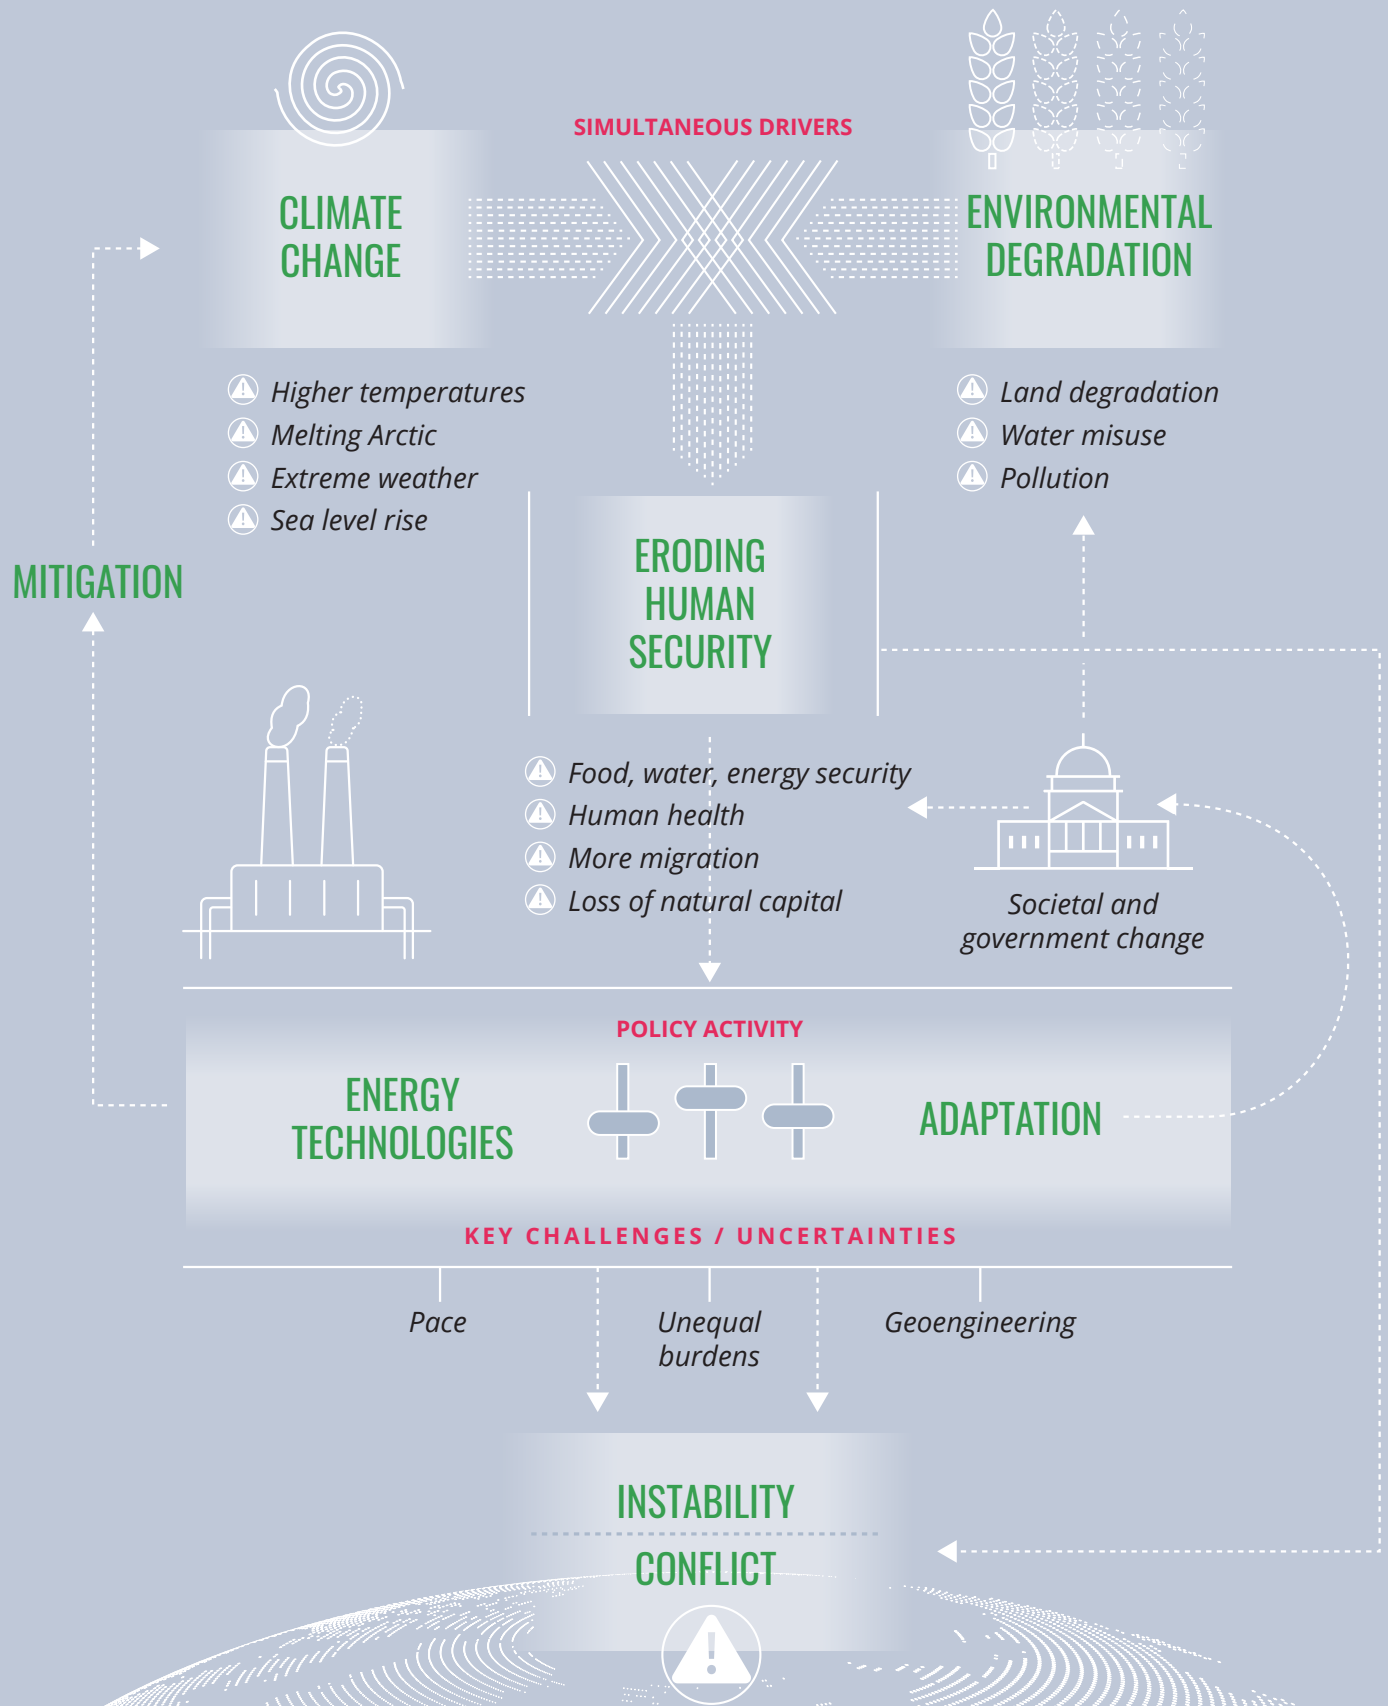 SIMULTANEOUS DRIVERS
CLIMATE
CHANGE
ENVIRONMENTAL
DEGRADATION
Higher temperatures
Melting Arctic
Extreme weather
Sea level rise
Land degradation
Water misuse
Pollution
MITIGATION
ERODING
HUMAN
SECURITY
Food, water, energy security
Human health
More migration
Loss of natural capital
Societal and
government change
POLICY ACTIVITY
ENERGY
TECHNOLOGIES
ADAPTATION
KEY CHALLENGES / UNCERTAINTIES
Pace
Unequal
burdens
Geoengineering
INSTABILITY
CONFLICT